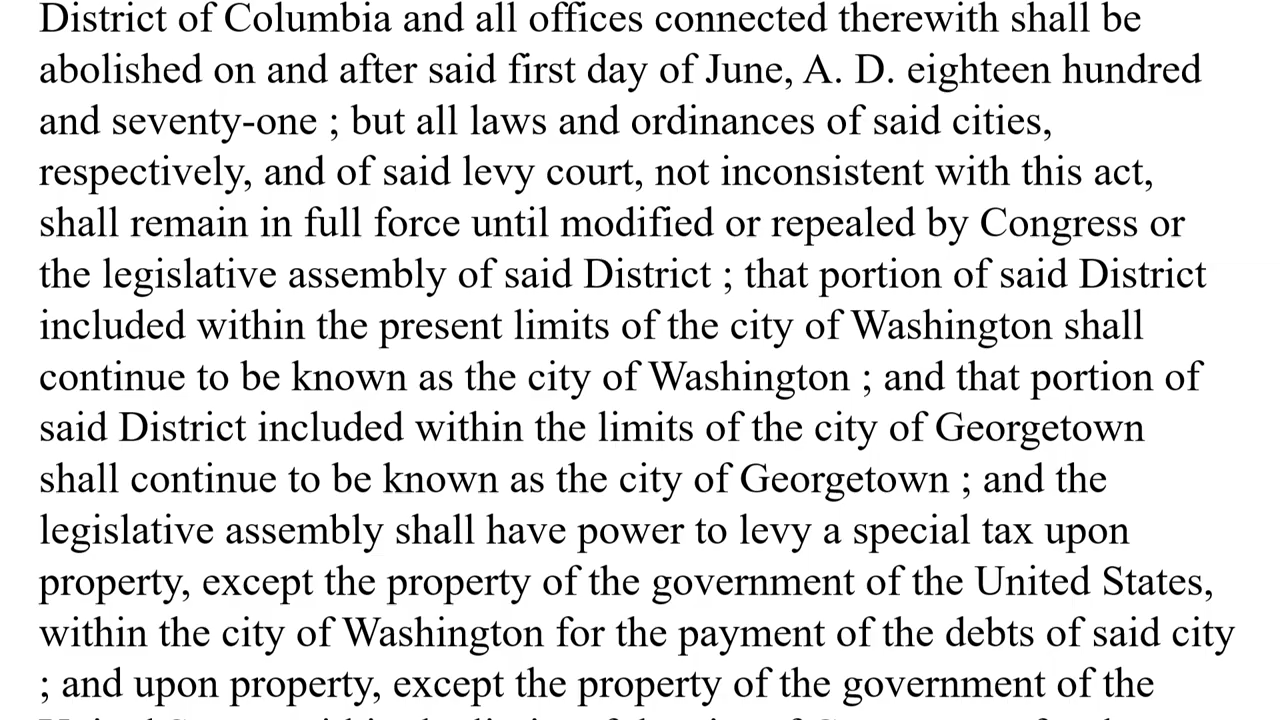 District of Columbia and all offices connected therewith shall be
abolished on and after said first day of June, A. D. eighteen hundred
and seventy-one ; but all laws and ordinances of said cities,
respectively, and of said levy court, not inconsistent with this act,
shall remain in full force until modified or repealed by Congress or
the legislative assembly of said District ; that portion of said District
included within the present limits of the city of Washington shall
continue to be known as the city of Washington ; and that portion of
said District included within the limits of the city of Georgetown
shall continue to be known as the city of Georgetown ; and the
legislative assembly shall have power to levy a special tax upon
property, except the property of the government of the United States,
within the city of Washington for the payment of the debts of said city
; and upon property, except the property of the government of the